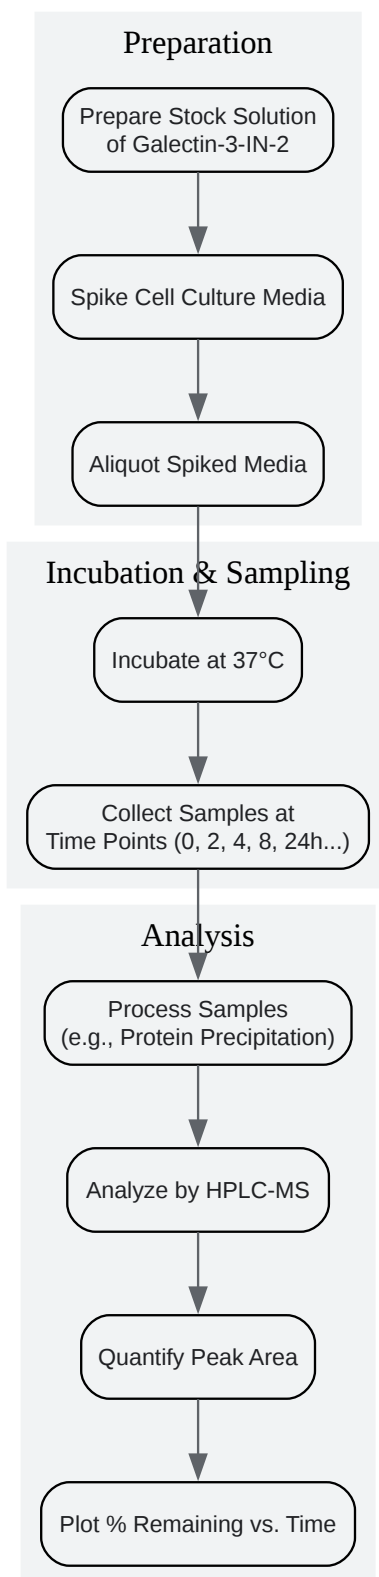 Preparation
Prepare Stock Solution
of Galectin-3-IN-2
Spike Cell Culture Media
Aliquot Spiked Media
Incubation & Sampling
Incubate at 37°C
Collect Samples at
Time Points (0, 2, 4, 8, 24h...)
Analysis
Process Samples
(e.g., Protein Precipitation)
Analyze by HPLC-MS
Quantify Peak Area
Plot % Remaining vs. Time